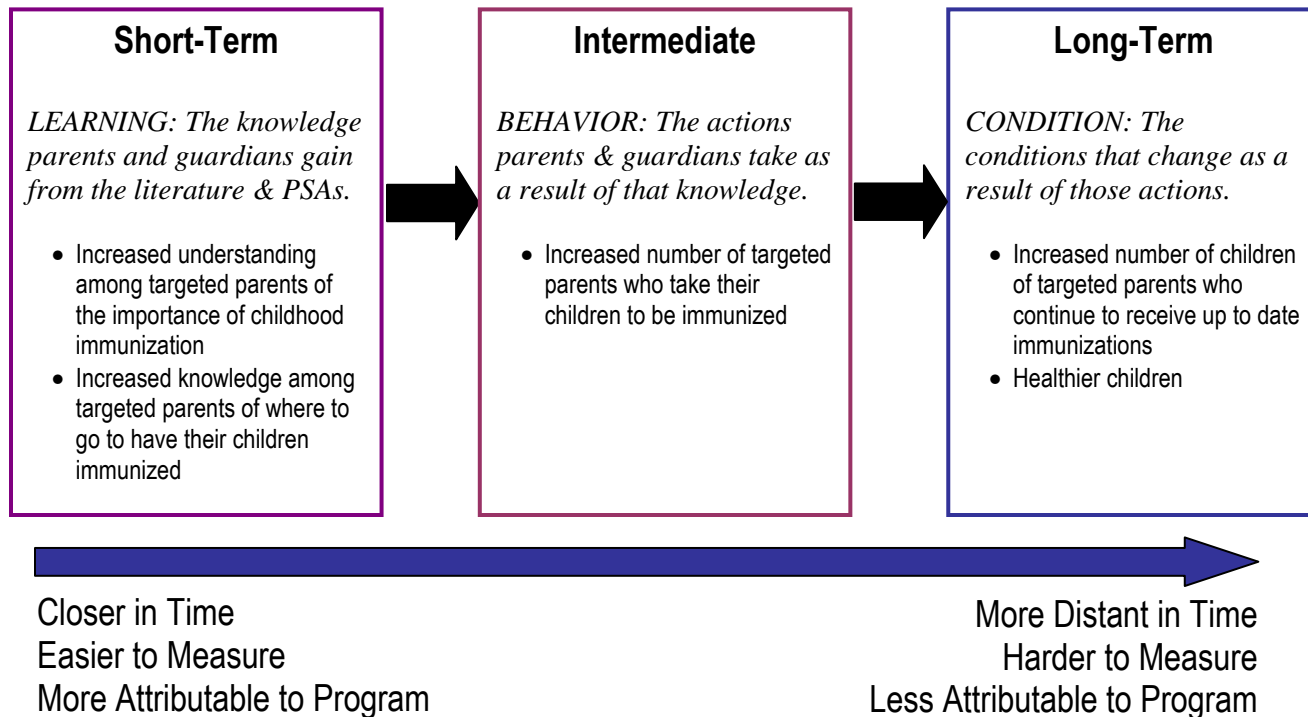 Short-Term
LEARNING: The knowledge
parents and guardians gain
from the literature & PSAs.
• Increased understanding
among targeted parents of
the importance of childhood
immunization
• Increased knowledge among
targeted parents of where to
go to have their children
immunized
Intermediate
BEHAVIOR: The actions
parents & guardians take as
a result of that knowledge.
• Increased number of targeted
parents who take their
children to be immunized
Long-Term
CONDITION: The
conditions that change as a
result of those actions.
• Increased number of children
of targeted parents who
continue to receive up to date
immunizations
• Healthier children
Closer in Time
Easier to Measure
More Attributable to Program
More Distant in Time
Harder to Measure
Less Attributable to Program